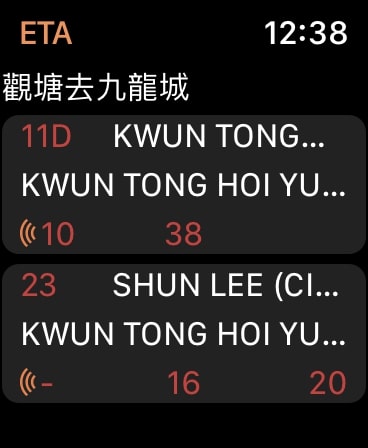 ETA 12:38
觀塘去九龍城
11D KWUN TONG...
KWUN TONG HOI YU...
10 38
23 SHUN LEE (CI...
KWUN TONG HOI YU...
- 16 20